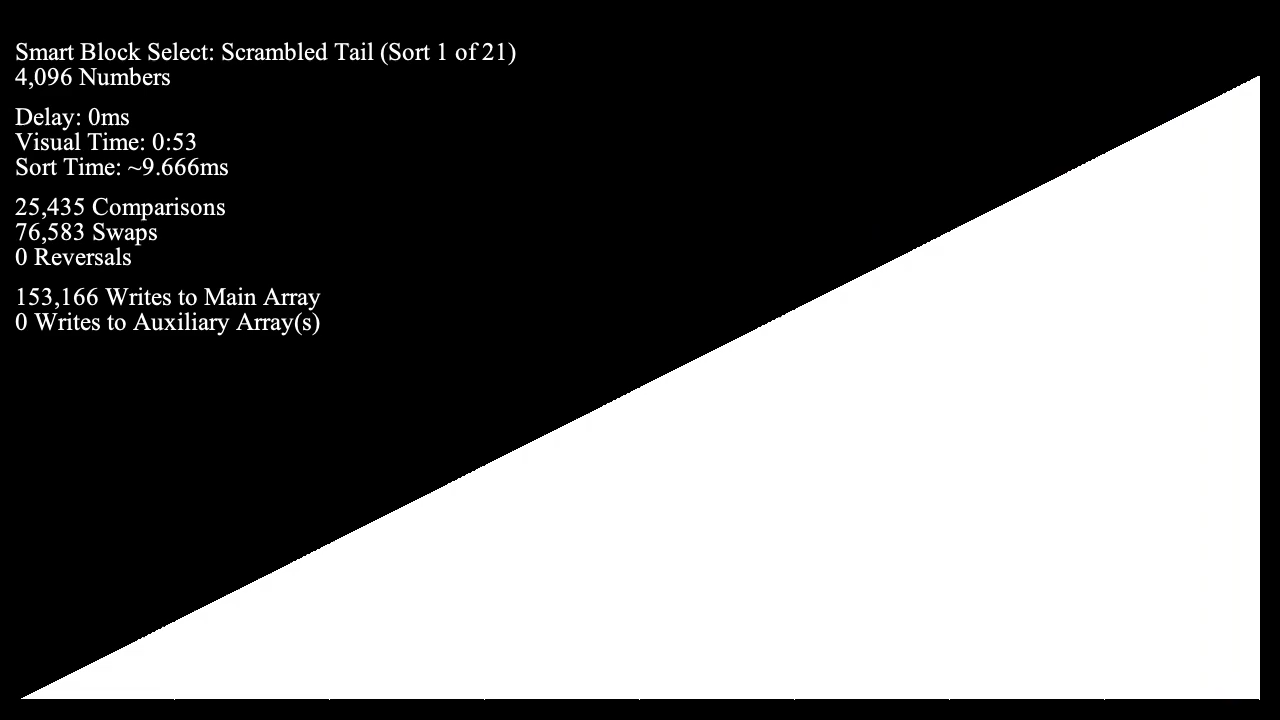 Smart Block Select: Scrambled Tail (Sort 1 of 21)
4,096 Numbers
Delay: 0ms
Visual Time: 0:53
Sort Time: ~9.666ms
25,435 Comparisons
76,583 Swaps
0 Reversals
153,166 Writes to Main Array
0 Writes to Auxiliary Array(s)